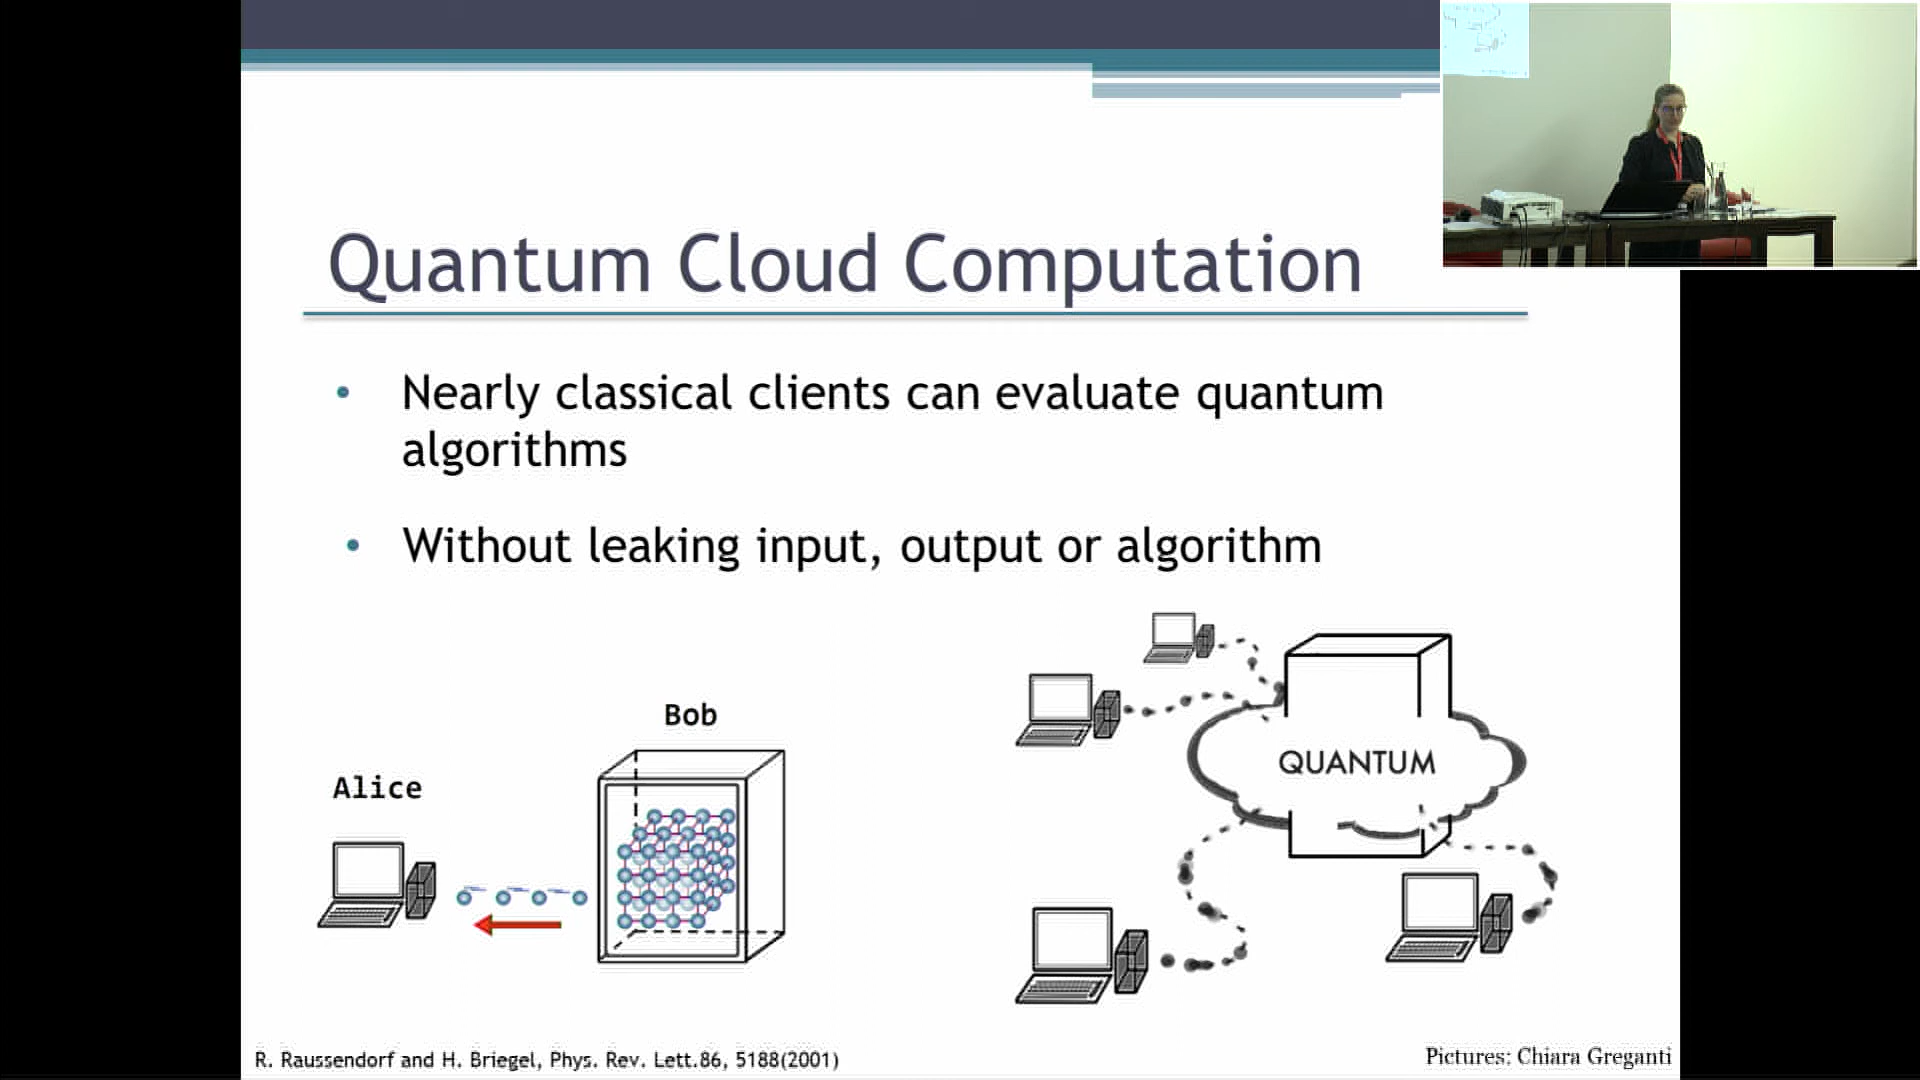 Quantum Cloud Computation
• Nearly classical clients can evaluate quantum
algorithms
• Without leaking input, output or algorithm
Bob
Alice
QUANTUM
R. Raussendorf and H. Briegel, Phys. Rev. Lett.86, 5188(2001)
Pictures: Chiara Greganti